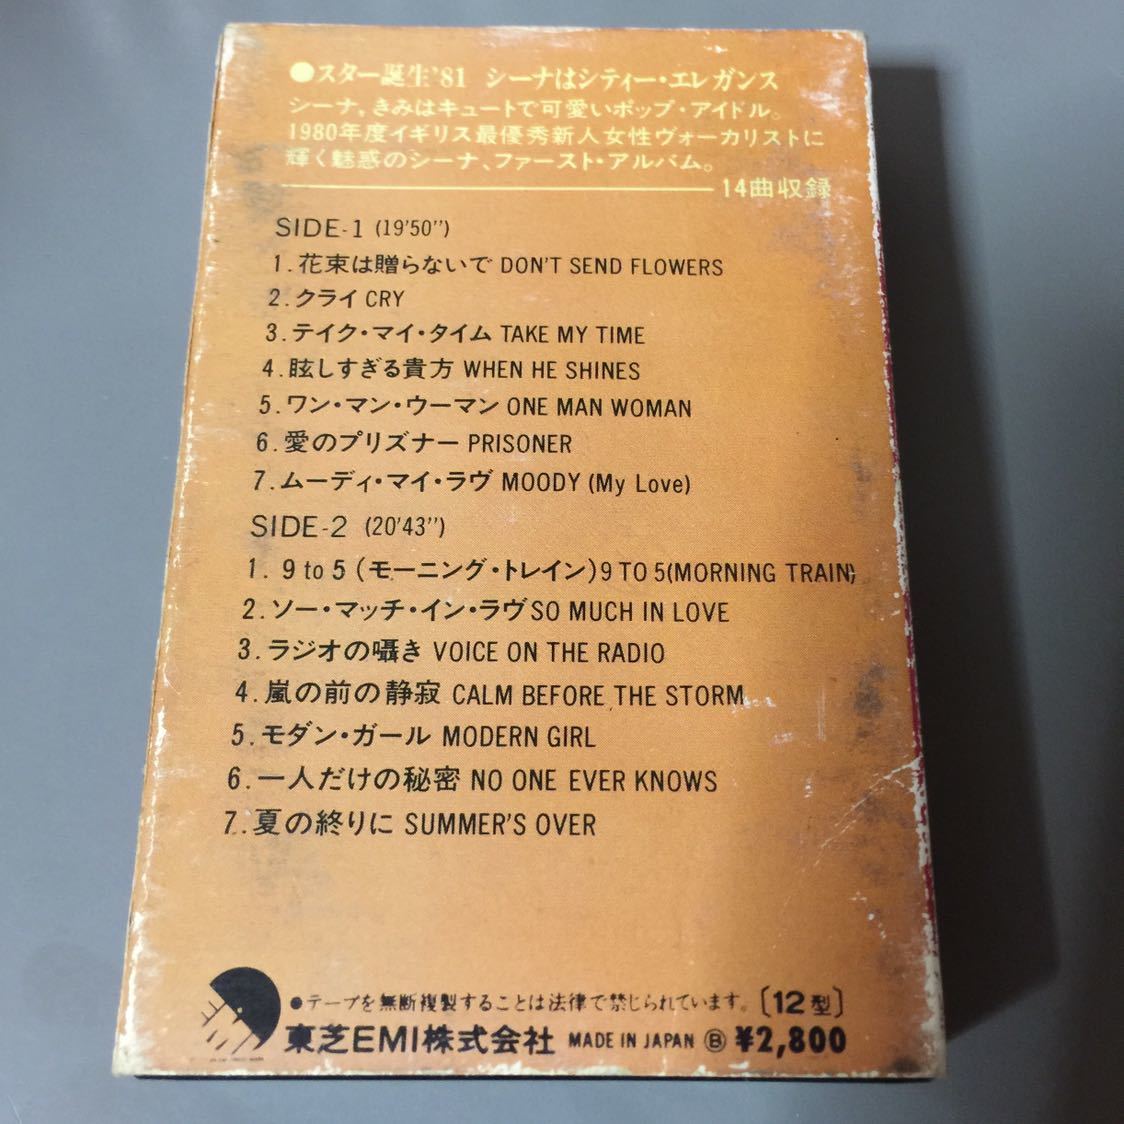 ●スター誕生'81 シーナはシティー・エレガンス
シーナ,きみはキュートで可愛いポップ・アイドル。
1980年度イギリス最優秀新人女性ヴォーカリストに
輝く魅惑のシーナ、ファースト・アルバム。
14曲収録
SIDE-1 (19'50")
1.花束は贈らないで DON'T SEND FLOWERS
2.クライ CRY
3.テイク・マイ・タイム TAKE MY TIME
4.眩しすぎる貴方 WHEN HE SHINES
5.ワン・マン・ウーマン ONE MAN WOMAN
6.愛のプリズナー PRISONER
7.ムーディ・マイ・ラヴ MOODY (My Love)
SIDE-2 (20'43")
1. 9 to 5 (モーニング・トレイン) 9 TO 5(MORNING TRAIN)
2.ソー・マッチ・イン・ラヴ SO MUCH IN LOVE
3.ラジオの囁き VOICE ON THE RADIO
4.嵐の前の静寂 CALM BEFORE THE STORM
5.モダン・ガール MODERN GIRL
6.一人だけの秘密 NO ONE EVER KNOWS
7.夏の終りに SUMMER'S OVER
●テープを無断複製することは法律で禁じられています。〔12型〕
東芝EMI株式会社 MADE IN JAPAN Ⓑ ¥2,800